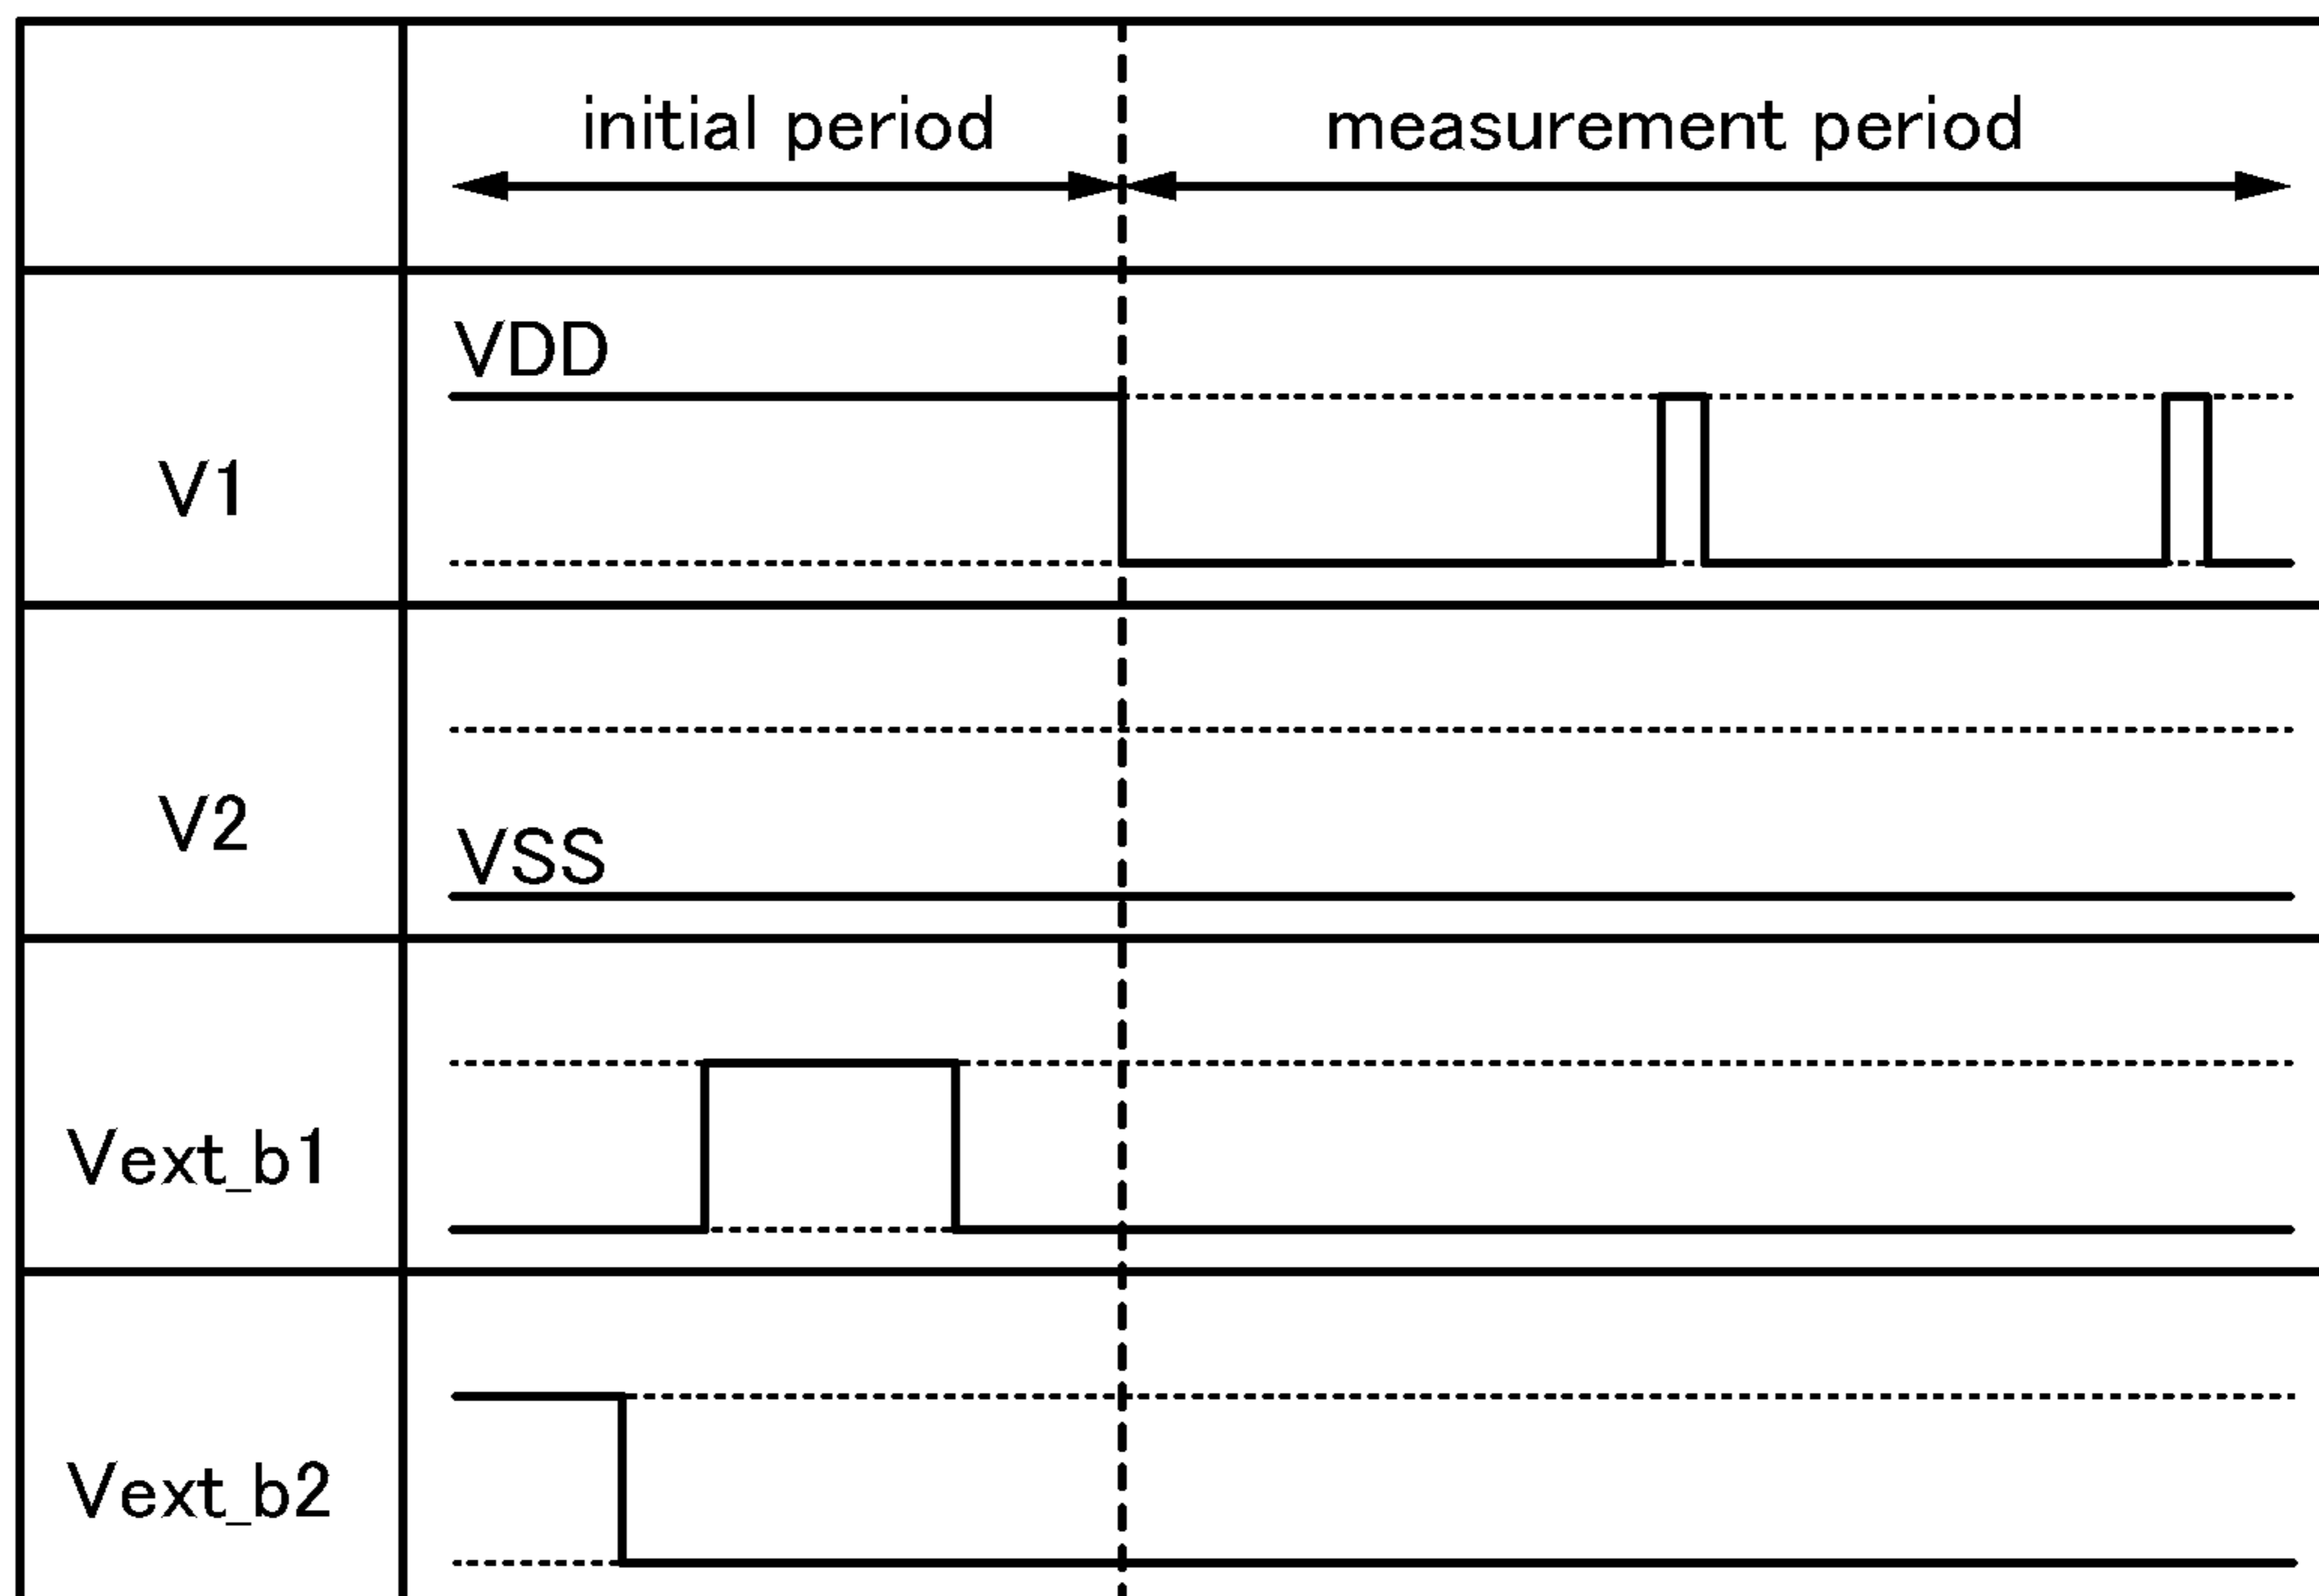 initial period measurement period
VDD
V1
V2
VSS
Vext_b1
Vext_b2